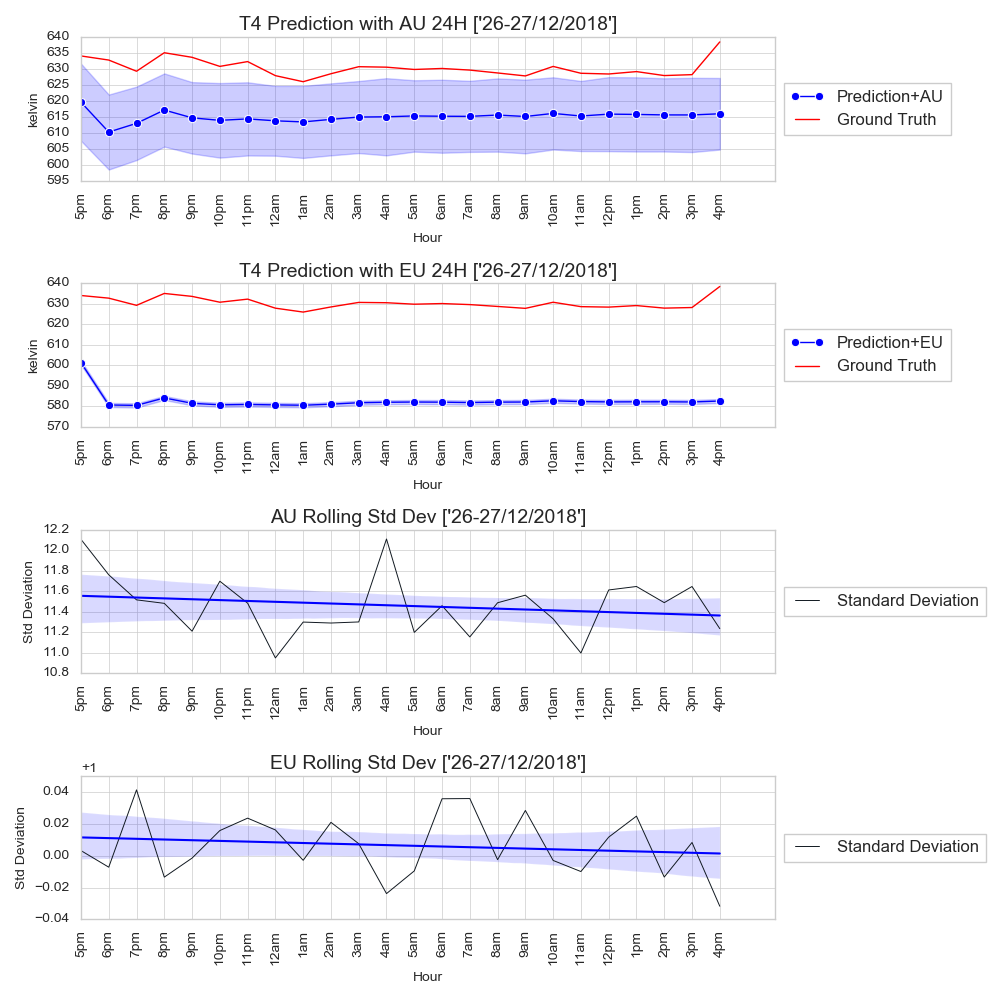 T4 Prediction with AU 24H ['26-27/12/2018']
640
635
630
625
620
615
610
605
600
595
kelvin
5pm 6pm 7pm 8pm 9pm 10pm 11pm 12am 1am 2am 3am 4am 5am 6am 7am 8am 9am 10am 11am 12pm 1pm 2pm 3pm 4pm
Hour
Prediction+AU
Ground Truth
T4 Prediction with EU 24H ['26-27/12/2018']
640
630
620
610
600
590
580
570
kelvin
5pm 6pm 7pm 8pm 9pm 10pm 11pm 12am 1am 2am 3am 4am 5am 6am 7am 8am 9am 10am 11am 12pm 1pm 2pm 3pm 4pm
Hour
Prediction+EU
Ground Truth
AU Rolling Std Dev ['26-27/12/2018']
12.2
12.0
11.8
11.6
11.4
11.2
11.0
10.8
Std Deviation
5pm 6pm 7pm 8pm 9pm 10pm 11pm 12am 1am 2am 3am 4am 5am 6am 7am 8am 9am 10am 11am 12pm 1pm 2pm 3pm 4pm
Hour
Standard Deviation
EU Rolling Std Dev ['26-27/12/2018']
+1
0.04
0.02
0.00
−0.02
−0.04
Std Deviation
5pm 6pm 7pm 8pm 9pm 10pm 11pm 12am 1am 2am 3am 4am 5am 6am 7am 8am 9am 10am 11am 12pm 1pm 2pm 3pm 4pm
Hour
Standard Deviation